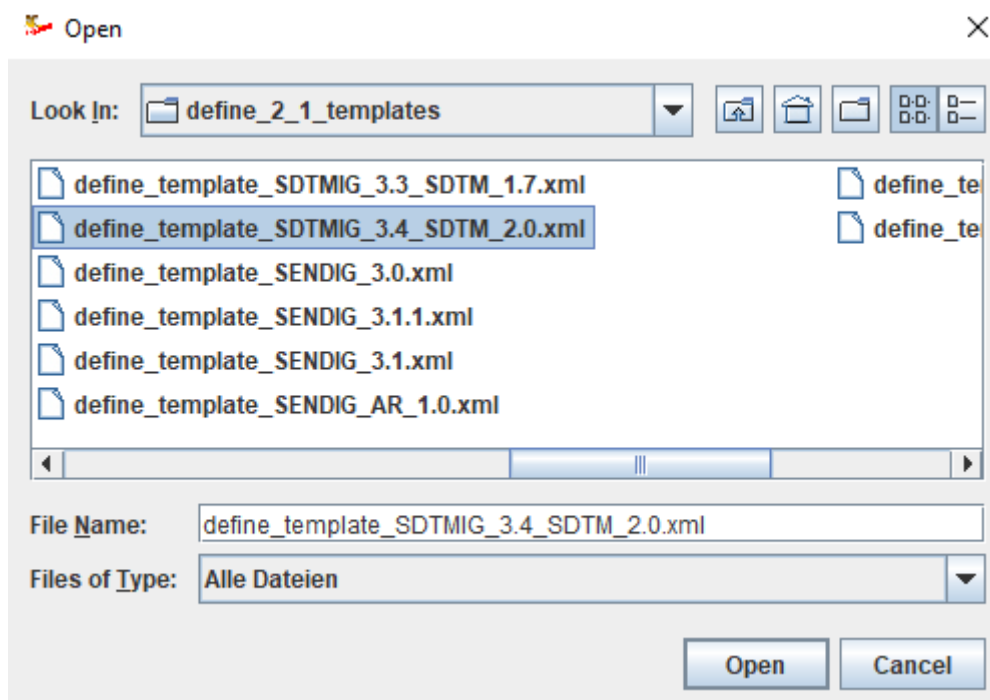 Open
Look In: define_2_1_templates
define_template_SDTMIG_3.3_SDTM_1.7.xml
define_template_SDTMIG_3.4_SDTM_2.0.xml
define_template_SENDIG_3.0.xml
define_template_SENDIG_3.1.1.xml
define_template_SENDIG_3.1.xml
define_template_SENDIG_AR_1.0.xml
define_te
define_te
File Name: define_template_SDTMIG_3.4_SDTM_2.0.xml
Files of Type: Alle Dateien
Open Cancel